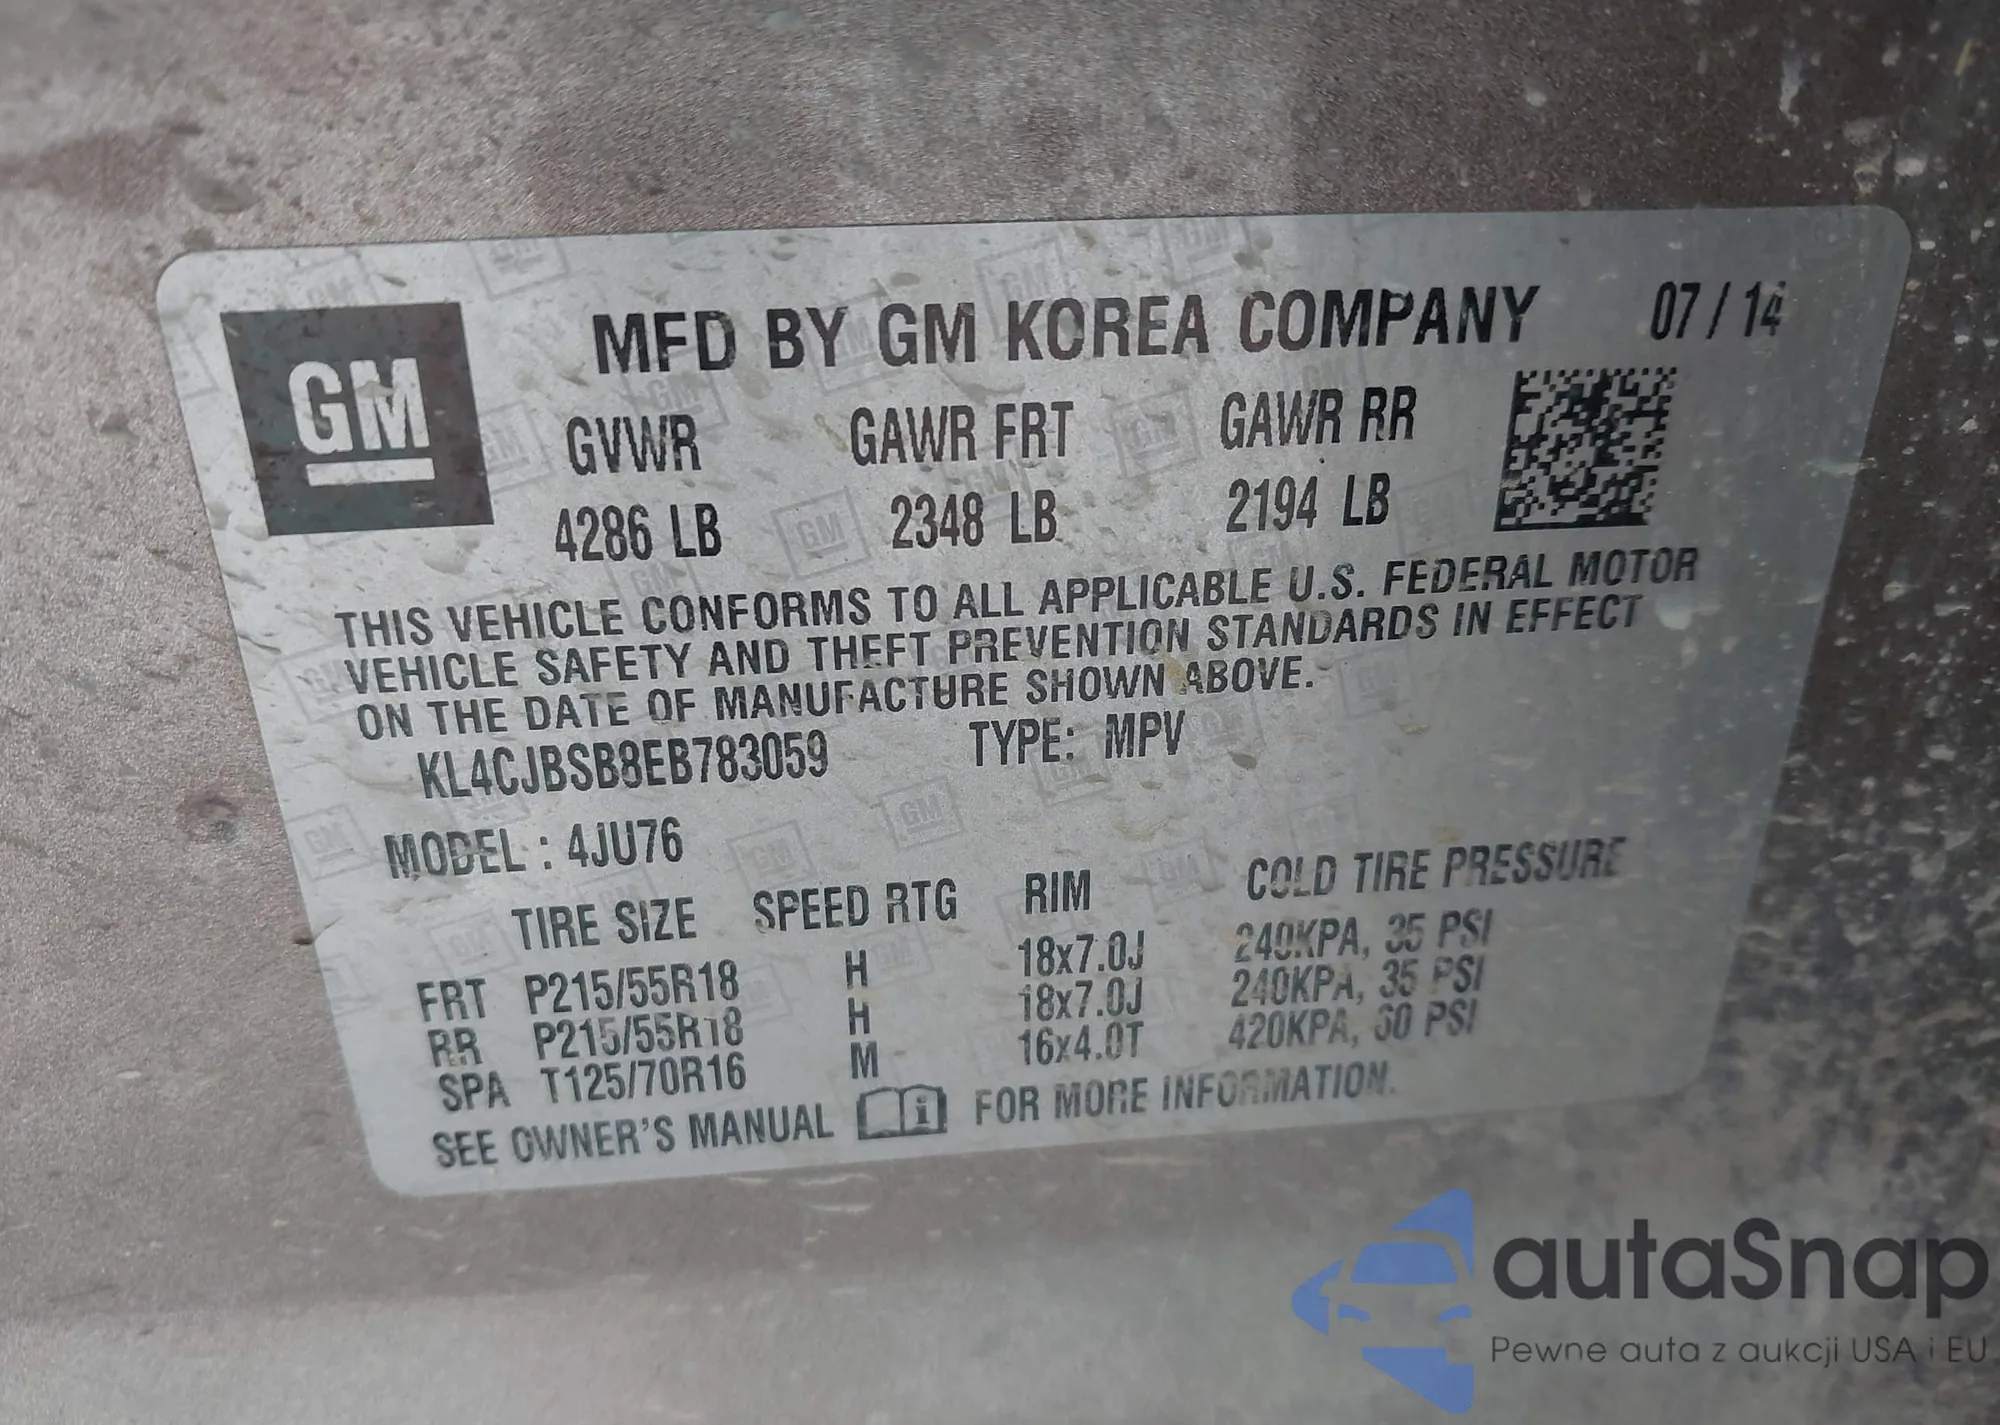 GM
MFD BY GM KOREA COMPANY 07 / 14
GVWR GAWR FRT GAWR RR
4286 LB 2348 LB 2194 LB
THIS VEHICLE CONFORMS TO ALL APPLICABLE U.S. FEDERAL MOTOR
VEHICLE SAFETY AND THEFT PREVENTION STANDARDS IN EFFECT
ON THE DATE OF MANUFACTURE SHOWN ABOVE.
KL4CJBSB8EB783059 TYPE: MPV
MODEL : 4JU76
TIRE SIZE SPEED RTG RIM COLD TIRE PRESSURE
FRT P215/55R18 H 18x7.0J 240KPA, 35 PSI
RR P215/55R18 H 18x7.0J 240KPA, 35 PSI
SPA T125/70R16 M 16x4.0T 420KPA, 60 PSI
SEE OWNER'S MANUAL FOR MORE INFORMATION.
autaSnap
Pewne auta z aukcji USA i EU